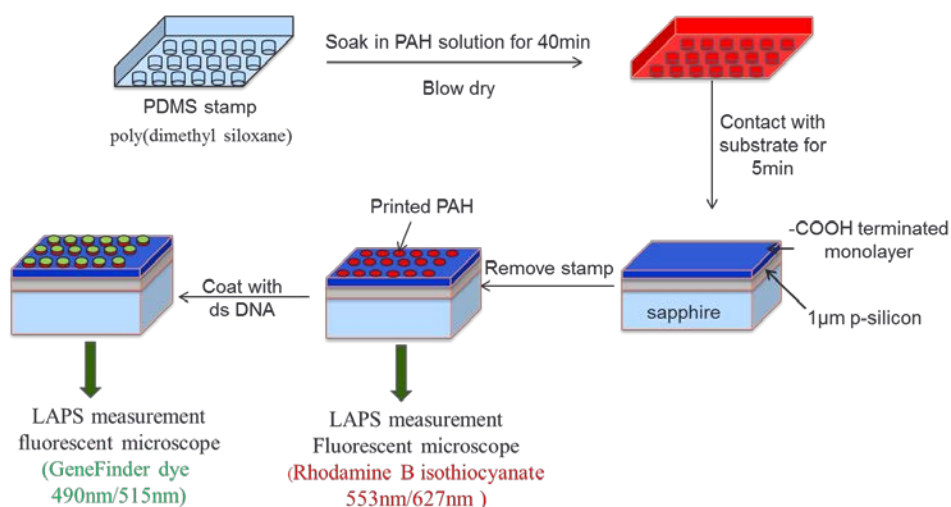 Soak in PAH solution for 40min
Blow dry
PDMS stamp
poly(dimethyl siloxane)
Contact with
substrate for
5min
Printed PAH
-COOH terminated
monolayer
Remove stamp
Coat with
ds DNA
sapphire
1μm p-silicon
LAPS measurement
fluorescent microscope
(GeneFinder dye
490nm/515nm)
LAPS measurement
Fluorescent microscope
(Rhodamine B isothiocyanate
553nm/627nm )